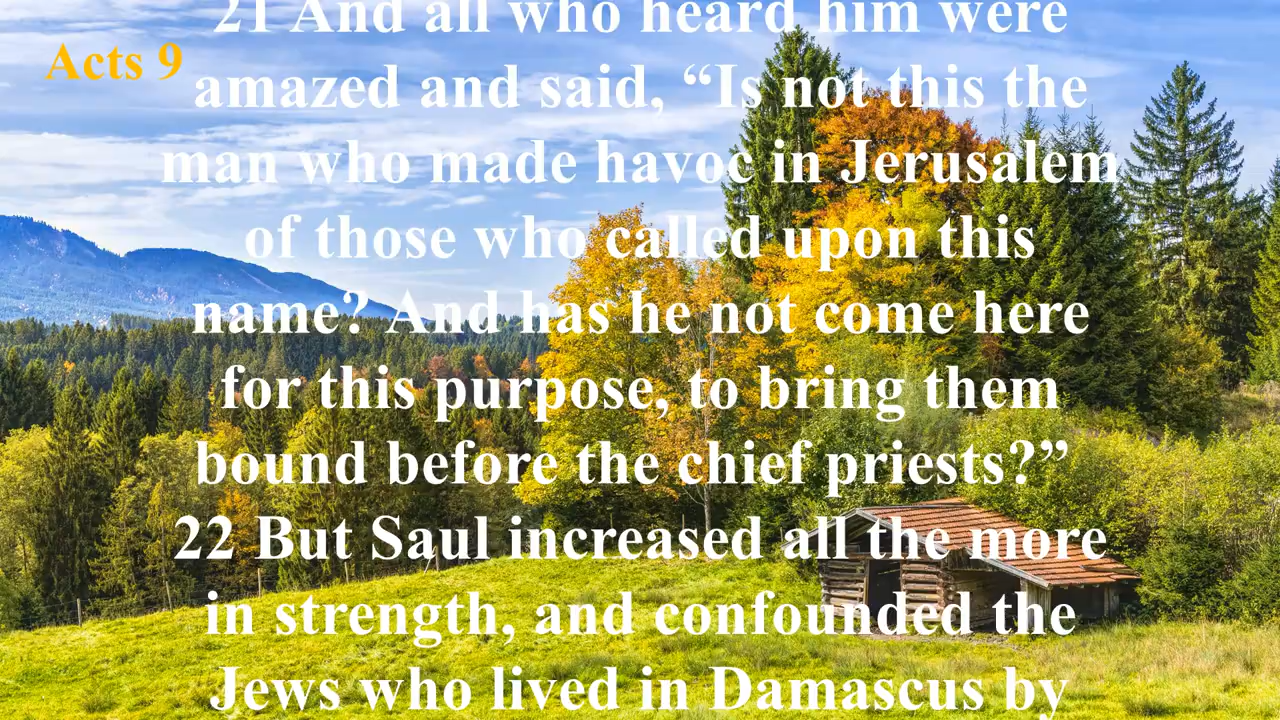 21 And all who heard him were
Acts 9
amazed and said, “Is not this the
man who made havoc in Jerusalem
of those who called upon this
name? And has he not come here
for this purpose, to bring them
bound before the chief priests?”
22 But Saul increased all the more
in strength, and confounded the
Jews who lived in Damascus by